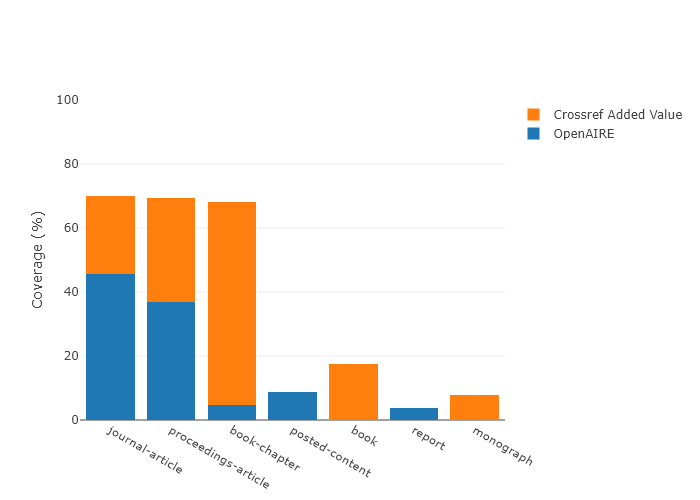 Crossref Added Value
OpenAIRE
Coverage (%)
100
80
60
40
20
0
journal-article
proceedings-article
book-chapter
posted-content
book
report
monograph